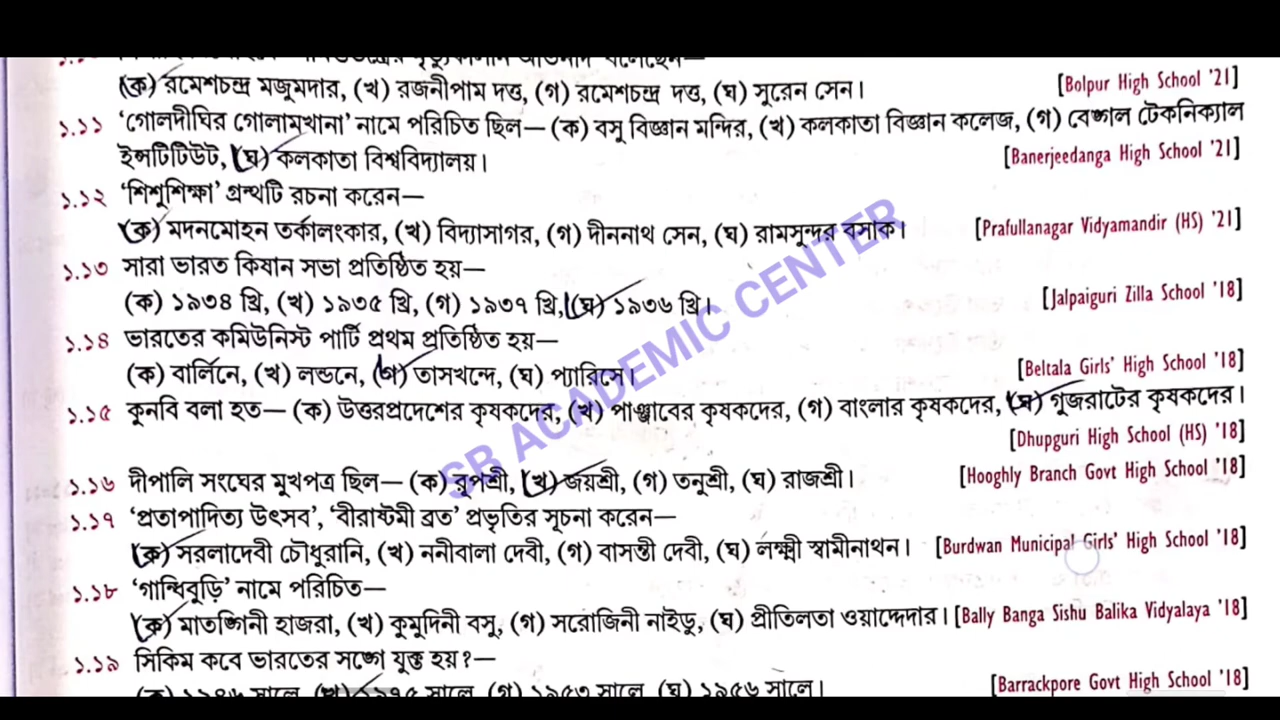 (ক) রমেশচন্দ্র মজুমদার, (খ) রজনীপাম দত্ত, (গ) রমেশচন্দ্র দত্ত, (ঘ) সুরেন সেন। [Bolpur High School '21]
১.১১ 'গোলদীঘির গোলামখানা' নামে পরিচিত ছিল— (ক) বসু বিজ্ঞান মন্দির, (খ) কলকাতা বিজ্ঞান কলেজ, (গ) বেঙ্গল টেকনিক্যাল
ইন্সটিটিউট, (ঘ) কলকাতা বিশ্ববিদ্যালয়। [Banerjeedanga High School '21]
১.১২ 'শিশুশিক্ষা' গ্রন্থটি রচনা করেন—
(ক) মদনমোহন তর্কালংকার, (খ) বিদ্যাসাগর, (গ) দীননাথ সেন, (ঘ) রামসুন্দর বসাক। [Prafullanagar Vidyamandir (HS) '21]
১.১৩ সারা ভারত কিষান সভা প্রতিষ্ঠিত হয়—
(ক) ১৯৩৪ খ্রি, (খ) ১৯৩৫ খ্রি, (গ) ১৯৩৭ খ্রি, (ঘ) ১৯৩৬ খ্রি। [Jalpaiguri Zilla School '18]
১.১৪ ভারতের কমিউনিস্ট পার্টি প্রথম প্রতিষ্ঠিত হয়—
(ক) বার্লিনে, (খ) লন্ডনে, (গ) তাসখন্দে, (ঘ) প্যারিসে। [Beltala Girls' High School '18]
১.১৫ কুনবি বলা হত— (ক) উত্তরপ্রদেশের কৃষকদের, (খ) পাঞ্জাবের কৃষকদের, (গ) বাংলার কৃষকদের, (ঘ) গুজরাটের কৃষকদের।
[Dhupguri High School (HS) '18]
১.১৬ দীপালি সংঘের মুখপত্র ছিল— (ক) রূপশ্রী, (খ) জয়শ্রী, (গ) তনুশ্রী, (ঘ) রাজশ্রী। [Hooghly Branch Govt High School '18]
১.১৭ 'প্রতাপাদিত্য উৎসব', 'বীরাষ্টমী ব্রত' প্রভৃতির সূচনা করেন—
(ক) সরলাদেবী চৌধুরানি, (খ) ননীবালা দেবী, (গ) বাসন্তী দেবী, (ঘ) লক্ষ্মী স্বামীনাথন। [Burdwan Municipal Girls' High School '18]
১.১৮ 'গান্ধিবুড়ি' নামে পরিচিত—
(ক) মাতঙ্গিনী হাজরা, (খ) কুমুদিনী বসু, (গ) সরোজিনী নাইডু, (ঘ) প্রীতিলতা ওয়াদ্দেদার। [Bally Banga Sishu Balika Vidyalaya '18]
১.১৯ সিকিম কবে ভারতের সঙ্গে যুক্ত হয়?—
(খ) ১৯৭৫ সালে, (গ) ১৯৫৩ সালে, (ঘ) ১৯৫৬ সালে। [Barrackpore Govt High School '18]
SB ACADEMIC CENTER